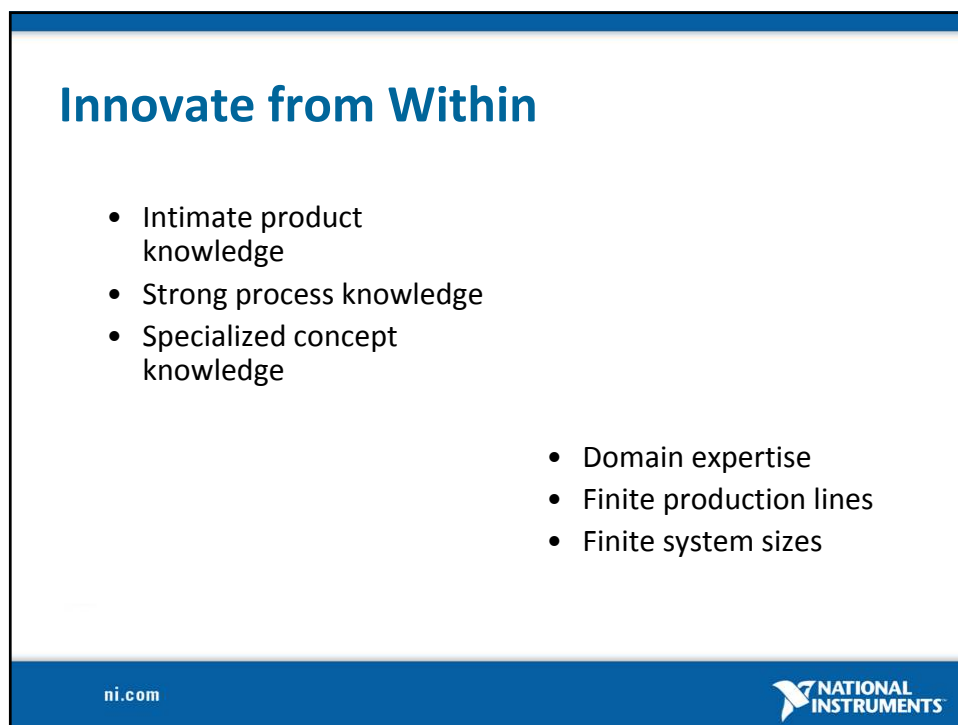 Innovate from Within
• Intimate product
knowledge
• Strong process knowledge
• Specialized concept
knowledge
• Domain expertise
• Finite production lines
• Finite system sizes
ni.com
NATIONAL
INSTRUMENTS™